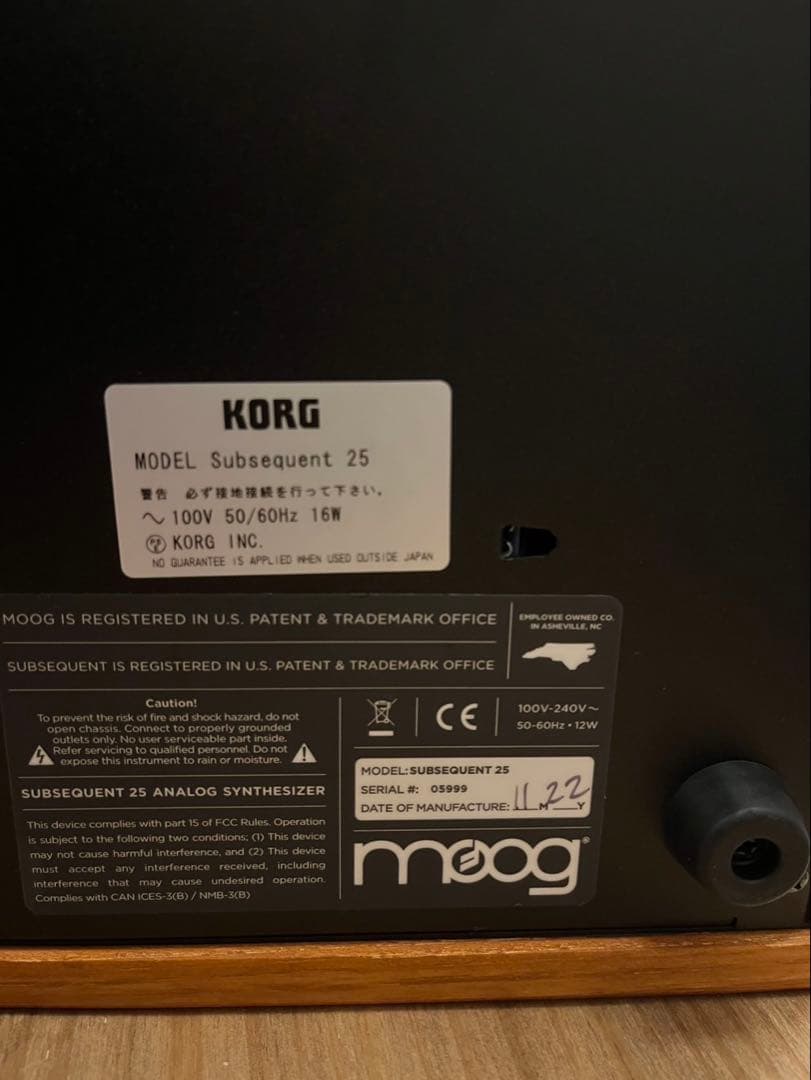 KORG
MODEL Subsequent 25
警告 必ず接地接続を行って下さい。
～ 100V 50/60Hz 16W
KORG INC.
NO GUARANTEE IS APPLIED WHEN USED OUTSIDE JAPAN
MOOG IS REGISTERED IN U.S. PATENT & TRADEMARK OFFICE
SUBSEQUENT IS REGISTERED IN U.S. PATENT & TRADEMARK OFFICE
EMPLOYEE OWNED CO.
IN ASHEVILLE, NC
Caution!
To prevent the risk of fire and shock hazard, do not
open chassis. Connect to properly grounded
outlets only. No user serviceable part inside.
Refer servicing to qualified personnel. Do not
expose this instrument to rain or moisture.
SUBSEQUENT 25 ANALOG SYNTHESIZER
This device complies with part 15 of FCC Rules. Operation
is subject to the following two conditions; (1) This device
may not cause harmful interference, and (2) This device
must accept any interference received, including
interference that may cause undesired operation.
Complies with CAN ICES-3(B) / NMB-3(B)
CE
100V-240V～
50-60Hz • 12W
MODEL: SUBSEQUENT 25
SERIAL #: 05999
DATE OF MANUFACTURE: 11 M 22 Y
moog®